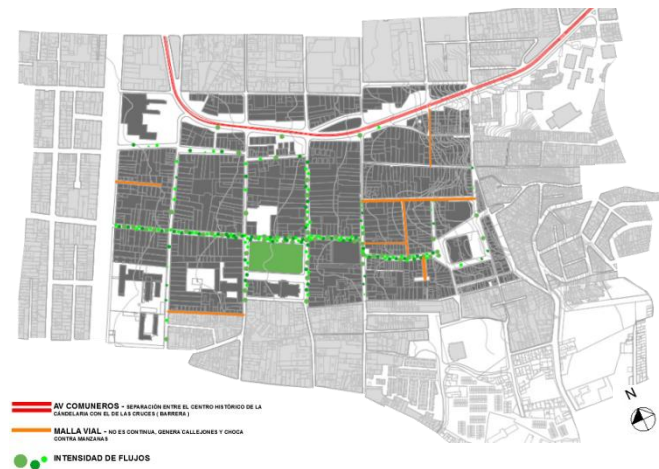 N
AV COMUNEROS - SEPARACIÓN ENTRE EL CENTRO HISTÓRICO DE LA
CANDELARIA CON EL DE LAS CRUCES ( BARRERA )
MALLA VIAL - NO ES CONTINUA, GENERA CALLEJONES Y CHOCA
CONTRA MANZANAS
INTENSIDAD DE FLUJOS